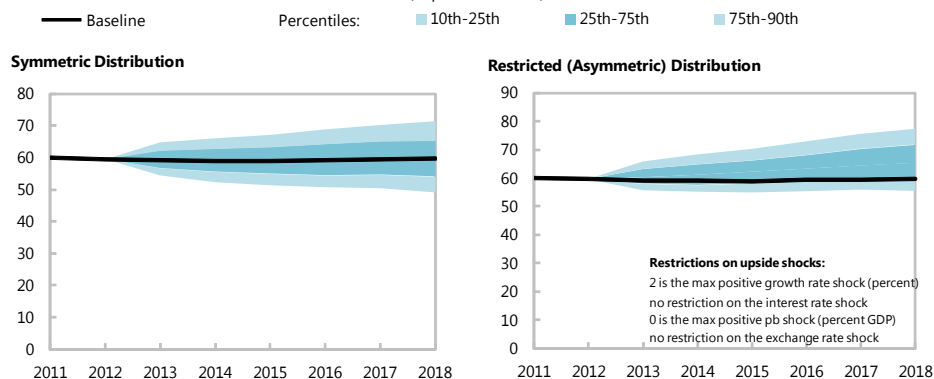 Baseline
Percentiles:
10th-25th
25th-75th
75th-90th
Symmetric Distribution
80
70
60
50
40
30
20
10
0
2011 2012 2013 2014 2015 2016 2017 2018
Restricted (Asymmetric) Distribution
90
80
70
60
50
40
30
20
10
0
Restrictions on upside shocks:
2 is the max positive growth rate shock (percent)
no restriction on the interest rate shock
0 is the max positive pb shock (percent GDP)
no restriction on the exchange rate shock
2011 2012 2013 2014 2015 2016 2017 2018